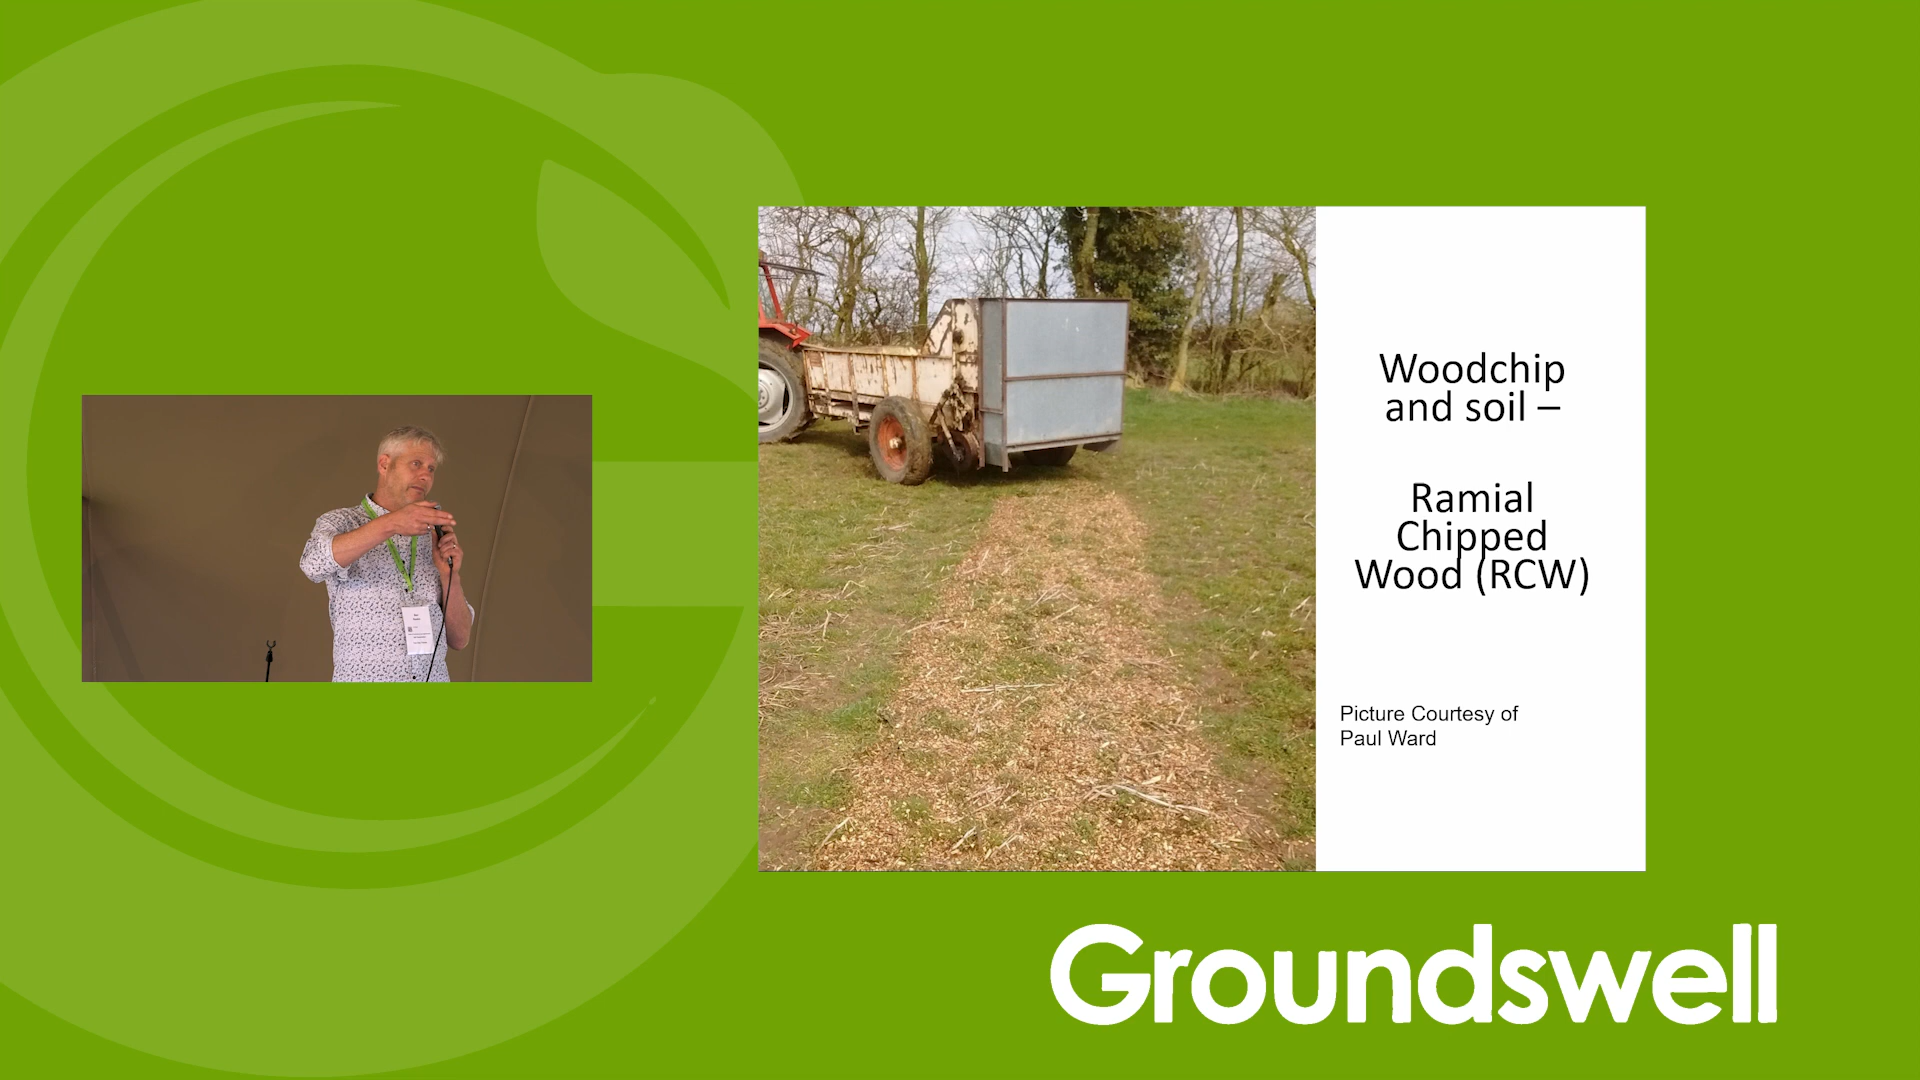 Woodchip
and soil –
Ramial
Chipped
Wood (RCW)
Picture Courtesy of
Paul Ward
Groundswell